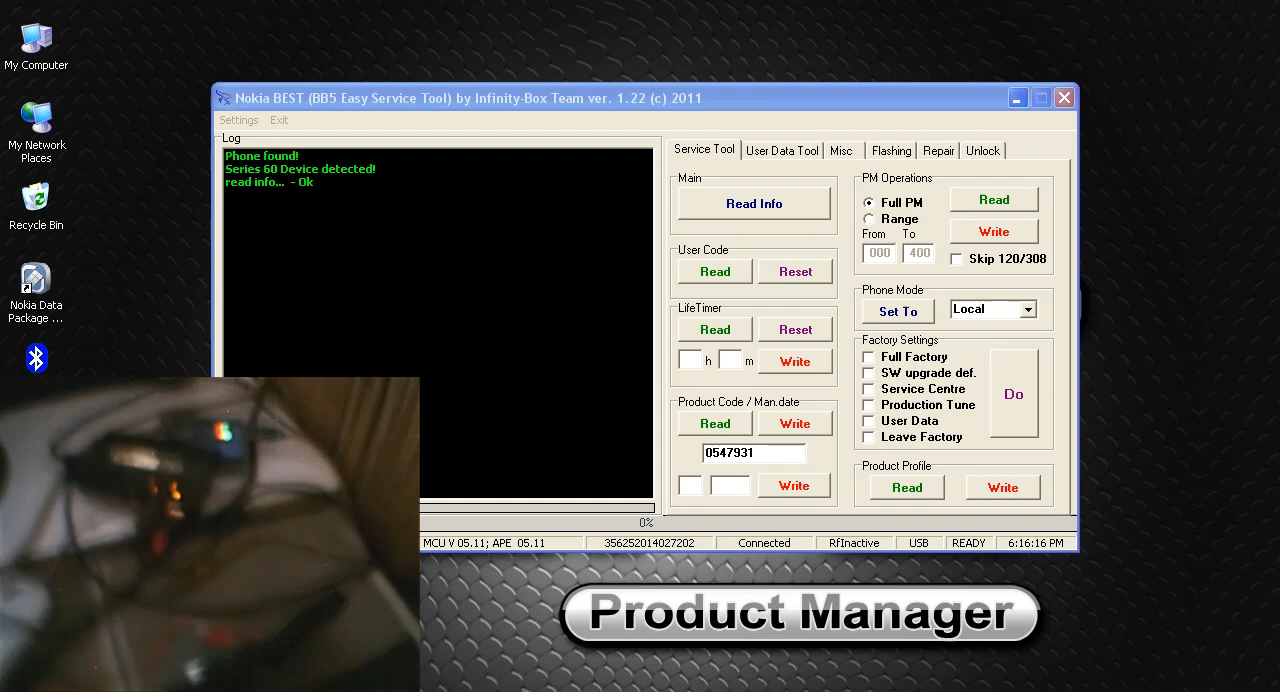 My Computer
My Network
Places
Recycle Bin
Nokia Data
Package ...
Nokia BEST (BB5 Easy Service Tool) by Infinity-Box Team ver. 1.22 (c) 2011
Settings Exit
Log
Phone found!
Series 60 Device detected!
read info... - Ok
Service Tool User Data Tool Misc Flashing Repair Unlock
Main
Read Info
User Code
Read Reset
LifeTimer
Read Reset
h m Write
Product Code / Man.date
Read Write
0547931
Write
PM Operations
Full PM Read
Range
From To Write
000 400 Skip 120/308
Phone Mode
Set To Local
Factory Settings
Full Factory
SW upgrade def.
Service Centre
Do
Production Tune
User Data
Leave Factory
Product Profile
Read Write
0%
MCU V 05.11; APE 05.11 356252014027202 Connected RfInactive USB READY 6:16:16 PM
Product Manager